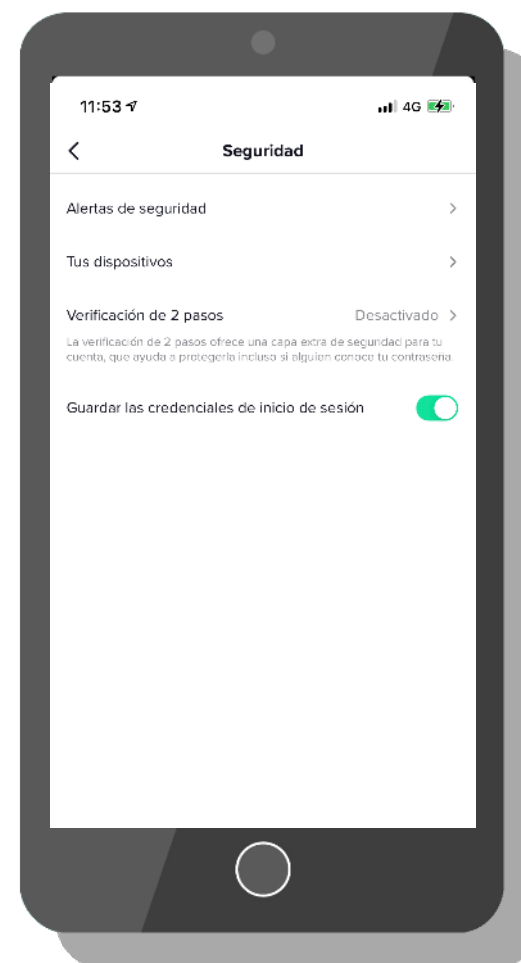 11:53
4G
Seguridad
Alertas de seguridad
Tus dispositivos
Verificación de 2 pasos Desactivado
La verificación de 2 pasos ofrece una capa extra de seguridad para tu
cuenta, que ayuda a protegerla incluso si alguien conoce tu contraseña.
Guardar las credenciales de inicio de sesión